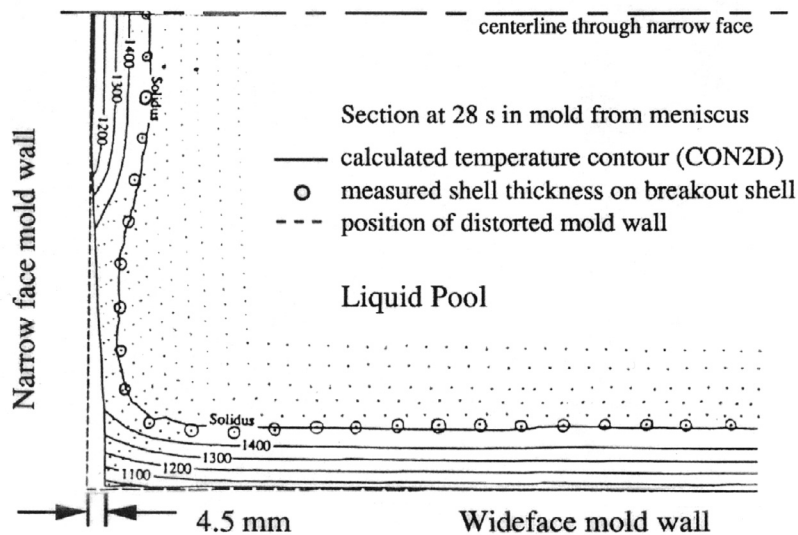 centerline through narrow face
1400
1300
1200
Solidus
Section at 28 s in mold from meniscus
calculated temperature contour (CON2D)
measured shell thickness on breakout shell
position of distorted mold wall
Narrow face mold wall
Liquid Pool
Solidus
1400
1300
1200
1100
4.5 mm
Wideface mold wall